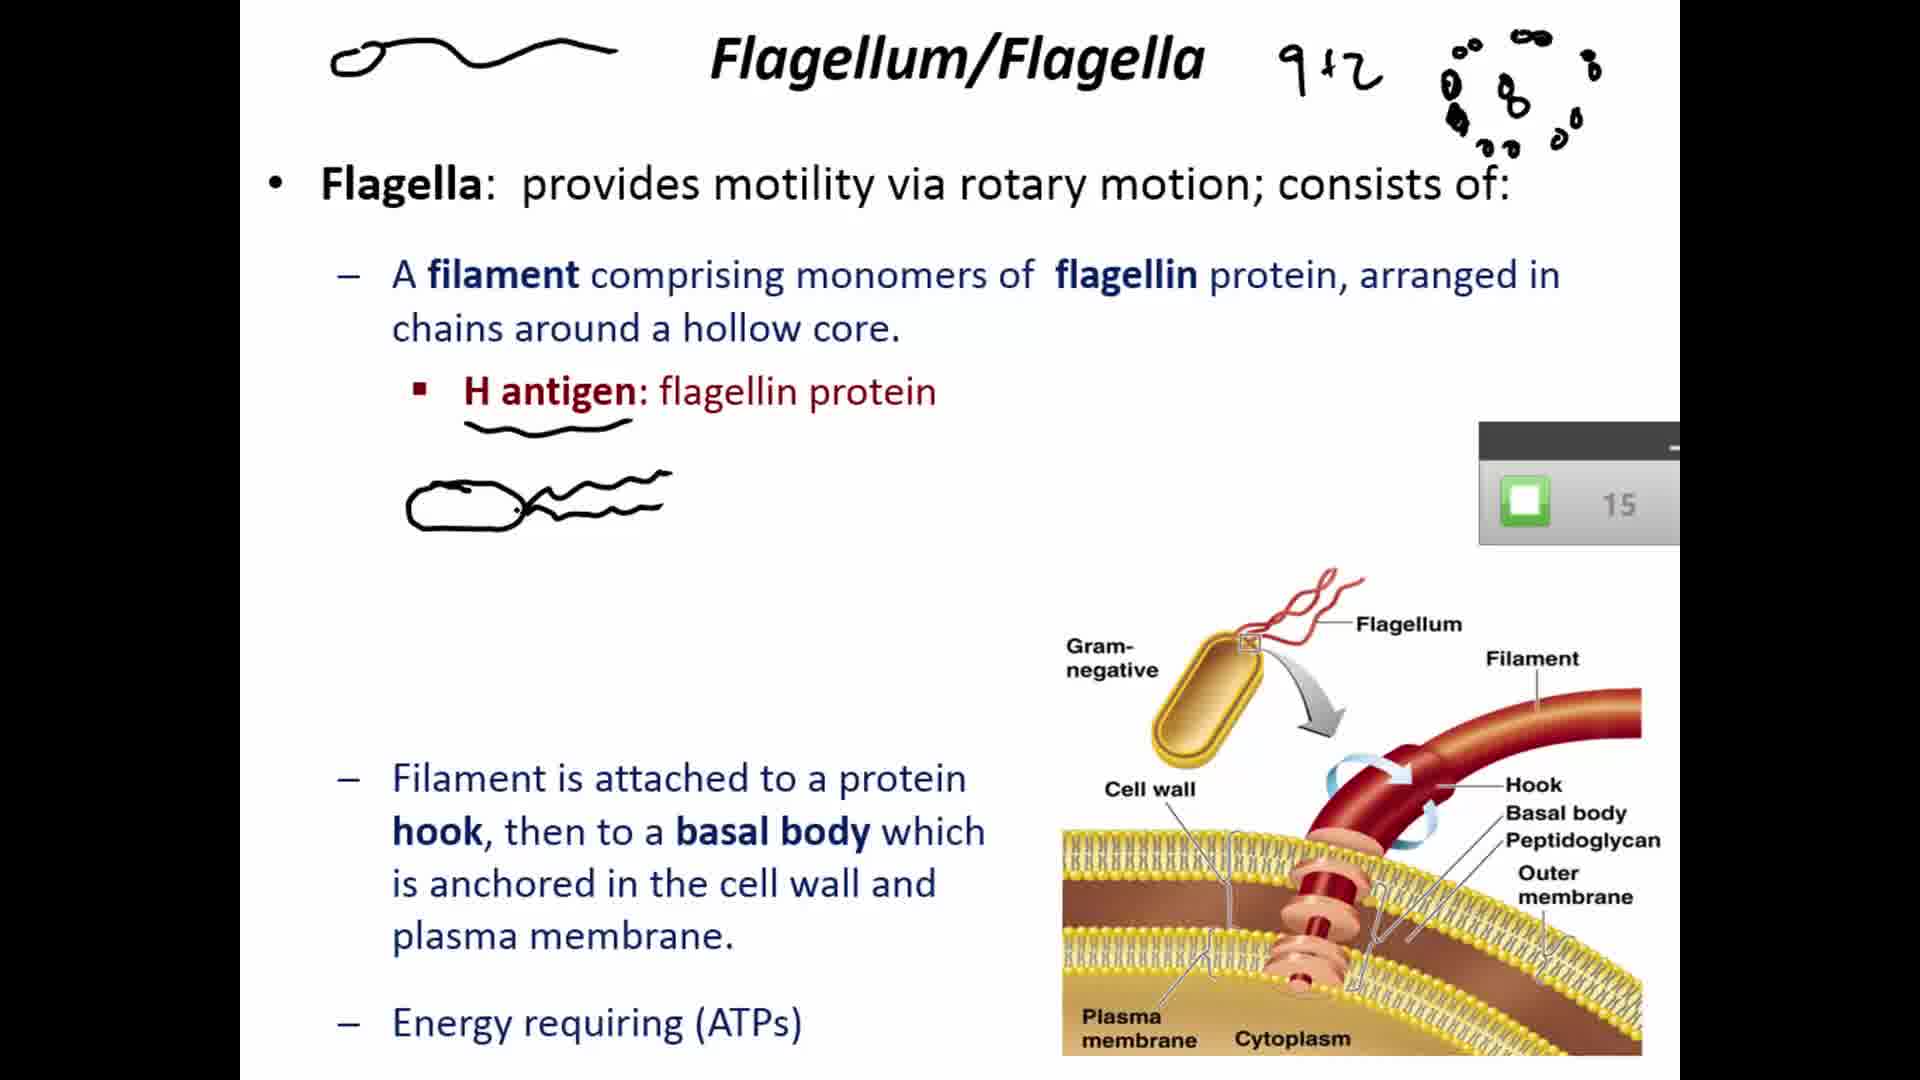 Flagellum/Flagella
9+2
• Flagella: provides motility via rotary motion; consists of:
– A filament comprising monomers of flagellin protein, arranged in
chains around a hollow core.
▪ H antigen: flagellin protein
15
Flagellum
Gram-
negative
Filament
Cell wall
Hook
Basal body
Peptidoglycan
Outer
membrane
– Filament is attached to a protein
hook, then to a basal body which
is anchored in the cell wall and
plasma membrane.
Plasma
membrane
Cytoplasm
– Energy requiring (ATPs)